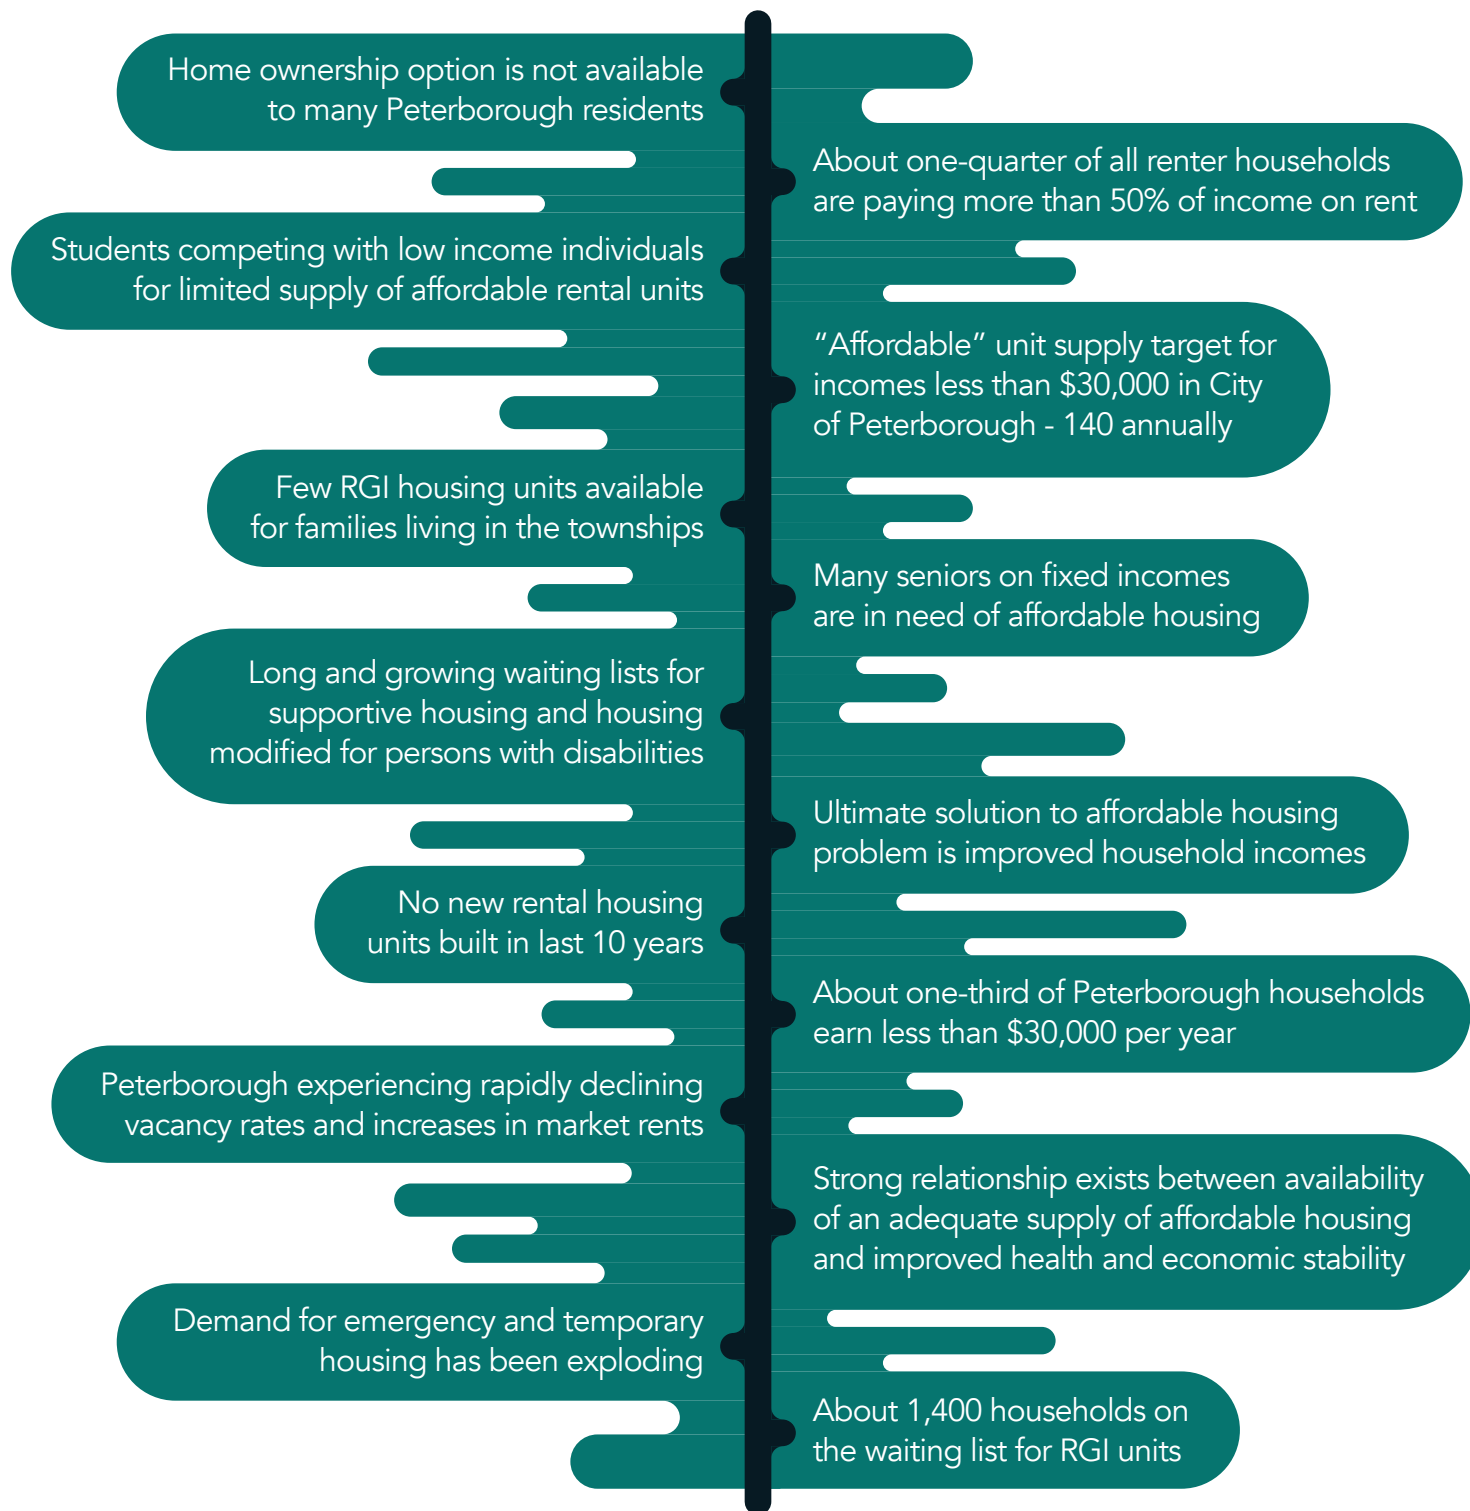 Home ownership option is not available
to many Peterborough residents
About one-quarter of all renter households
are paying more than 50% of income on rent
Students competing with low income individuals
for limited supply of affordable rental units
“Affordable” unit supply target for
incomes less than $30,000 in City
of Peterborough - 140 annually
Few RGI housing units available
for families living in the townships
Many seniors on fixed incomes
are in need of affordable housing
Long and growing waiting lists for
supportive housing and housing
modified for persons with disabilities
Ultimate solution to affordable housing
problem is improved household incomes
No new rental housing
units built in last 10 years
About one-third of Peterborough households
earn less than $30,000 per year
Peterborough experiencing rapidly declining
vacancy rates and increases in market rents
Strong relationship exists between availability
of an adequate supply of affordable housing
and improved health and economic stability
Demand for emergency and temporary
housing has been exploding
About 1,400 households on
the waiting list for RGI units